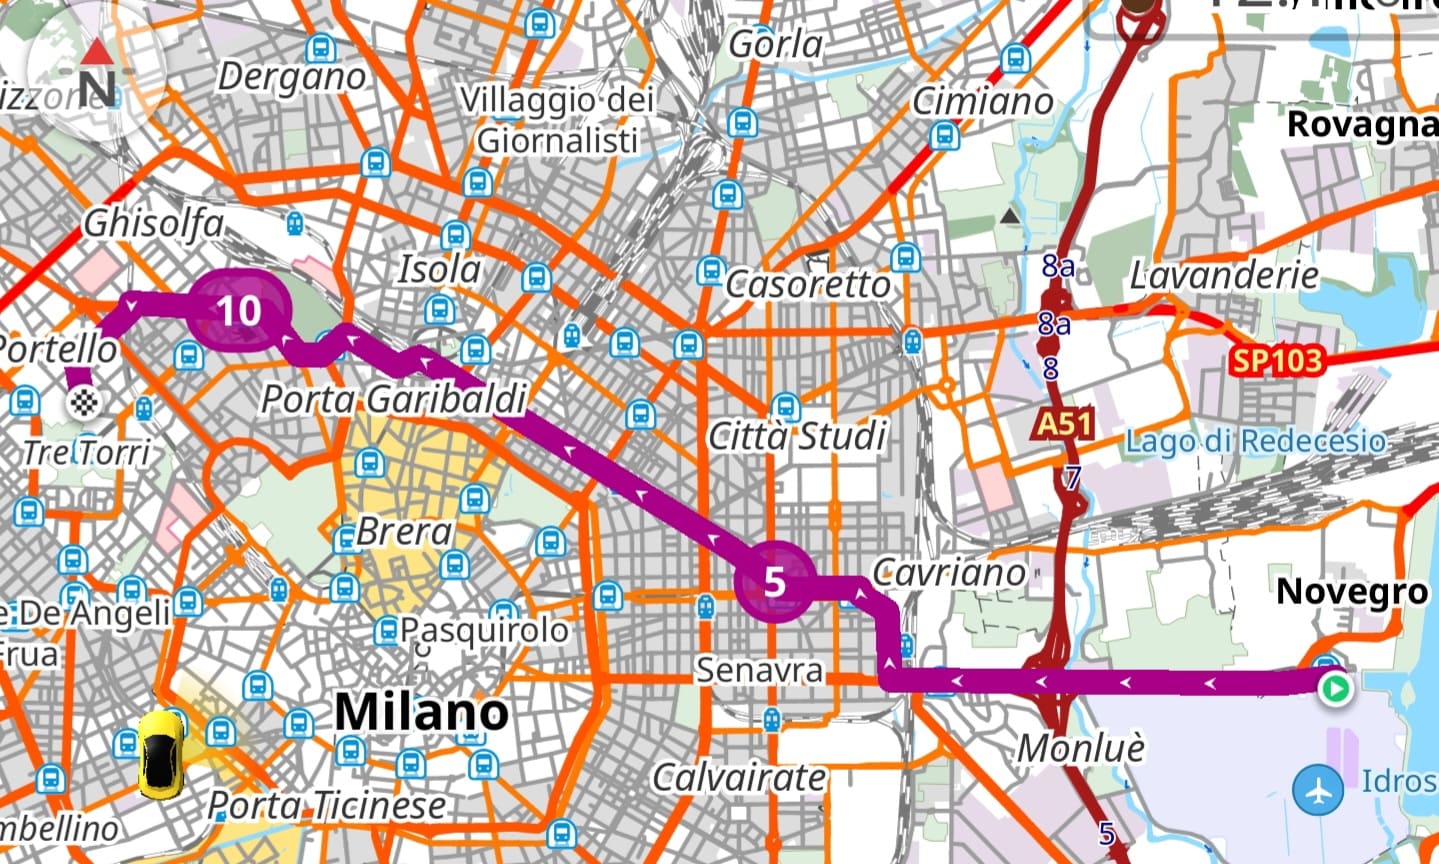 Gorla
Dergano
Villaggio dei
Giornalisti
Cimiano
N
Rovagna
Ghisolfa
Isola
Casoretto
8a
Lavanderie
10
8a
Portello
8
SP103
Porta Garibaldi
A51
Città Studi
Lago di Redecesio
Tre Torri
7
Brera
5
Cavriano
Novegro
e De Angeli
Frua
Pasquirolo
Senavra
Milano
Monluè
Calvairate
Idros
Porta Ticinese
mbellino
5